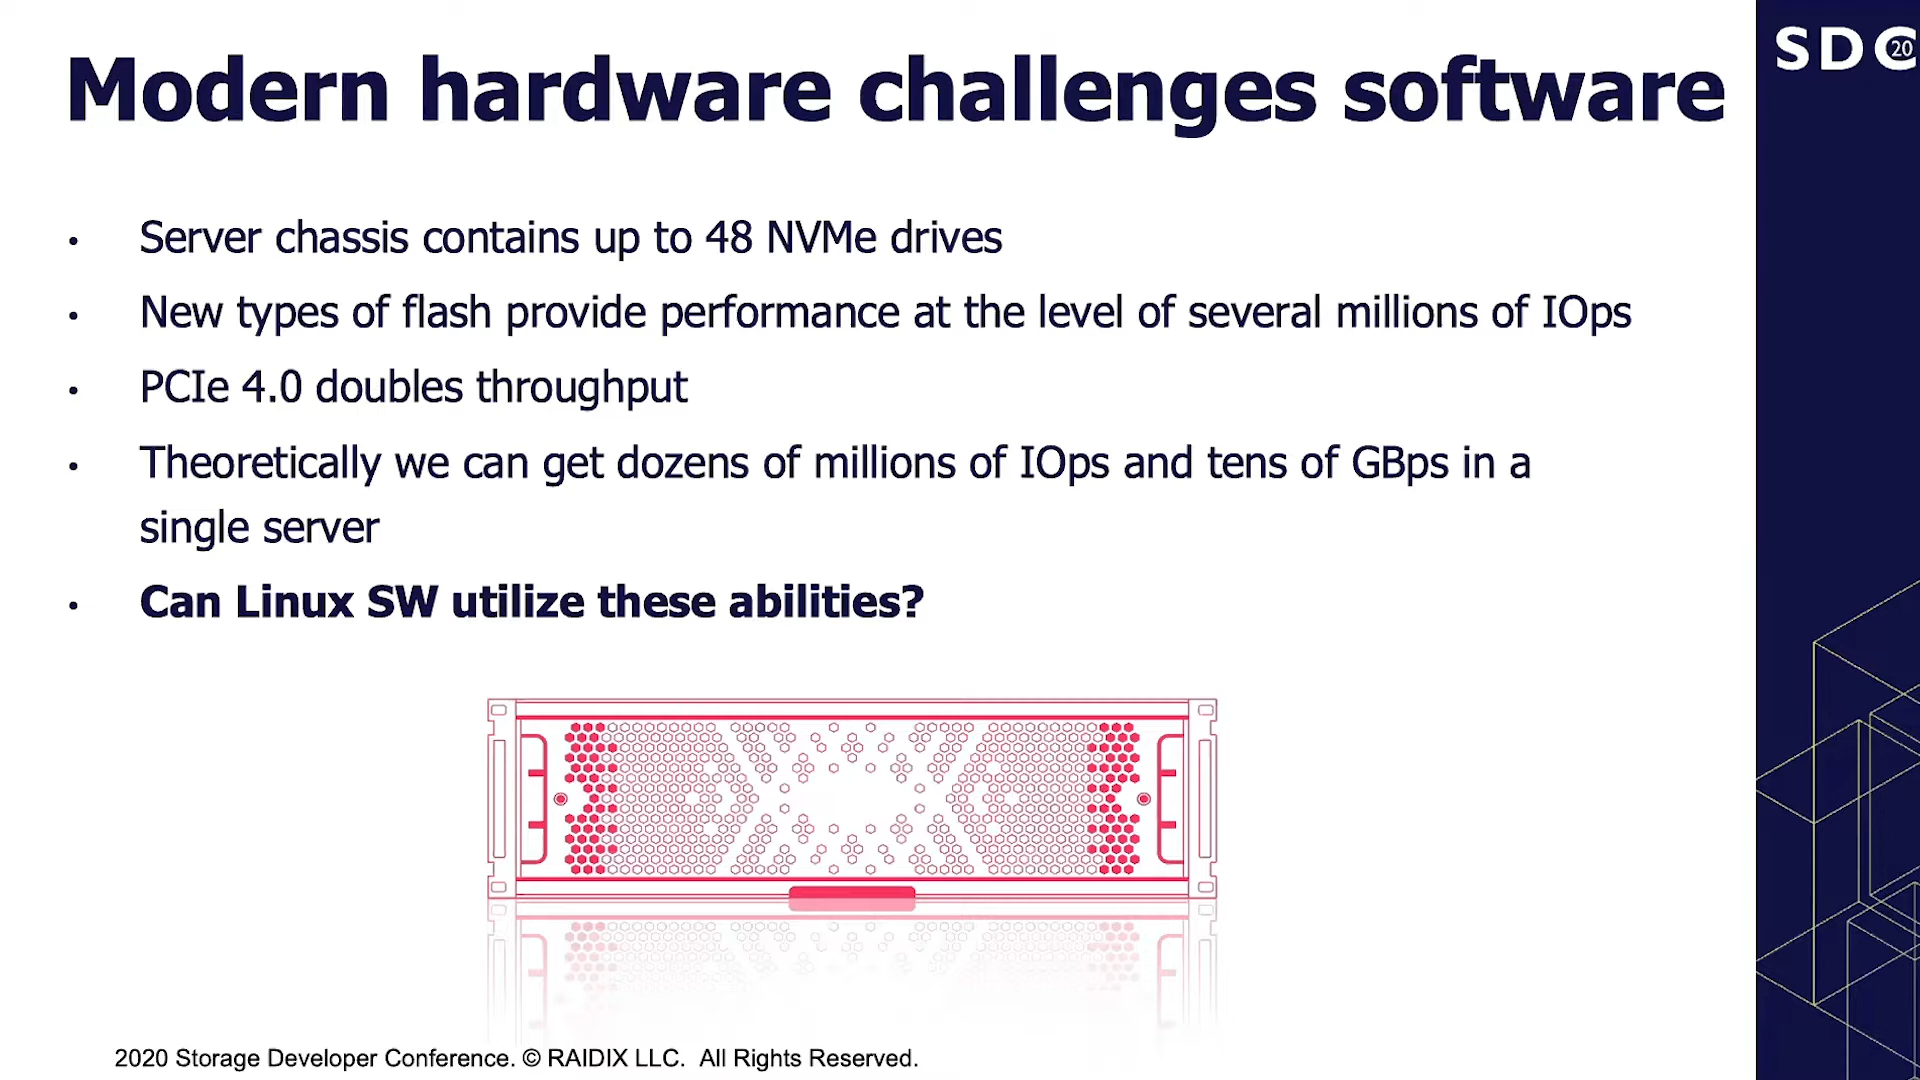 Modern hardware challenges software
SDC
20
• Server chassis contains up to 48 NVMe drives
• New types of flash provide performance at the level of several millions of IOps
• PCIe 4.0 doubles throughput
• Theoretically we can get dozens of millions of IOps and tens of GBps in a
single server
• Can Linux SW utilize these abilities?
2020 Storage Developer Conference. © RAIDIX LLC. All Rights Reserved.